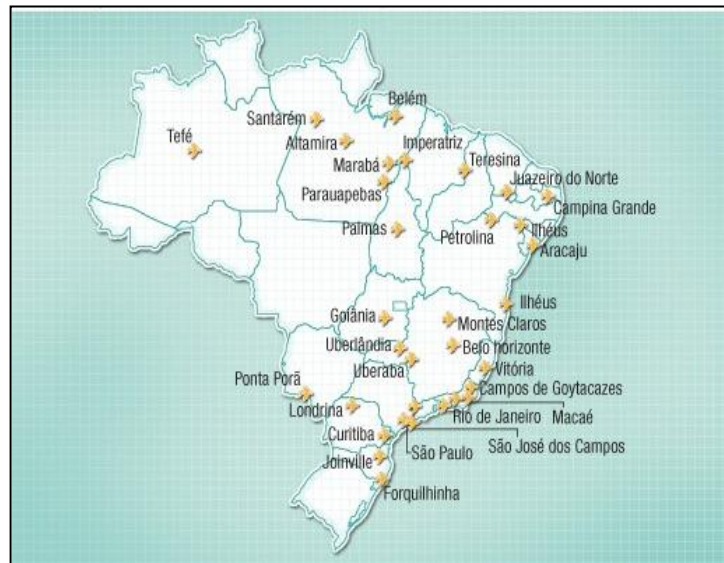 Belém
Santarém
Tefé
Altamira
Imperatriz
Marabá
Teresina
Juazeiro do Norte
Parauapebas
Campina Grande
Palmas
Petrolina
Ilhéus
Aracaju
Ilhéus
Goiânia
Montes Claros
Uberlândia
Belo horizonte
Uberaba
Vitória
Ponta Porã
Campos de Goytacazes
Londrina
Rio de Janeiro
Macaé
Curitiba
São Paulo
São José dos Campos
Joinville
Forquilhinha